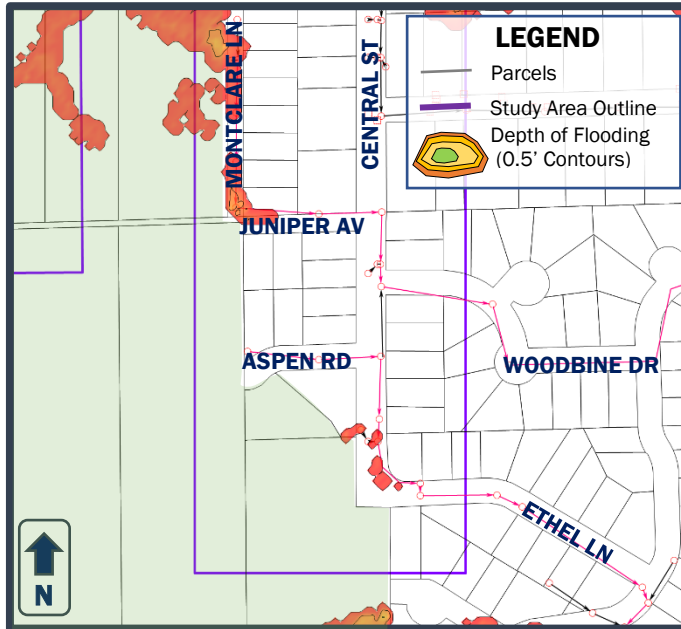 LEGEND
Parcels
Study Area Outline
Depth of Flooding
(0.5' Contours)
MONTCLARE LN
CENTRAL ST
JUNIPER AV
ASPEN RD
WOODBINE DR
ETHEL LN
N